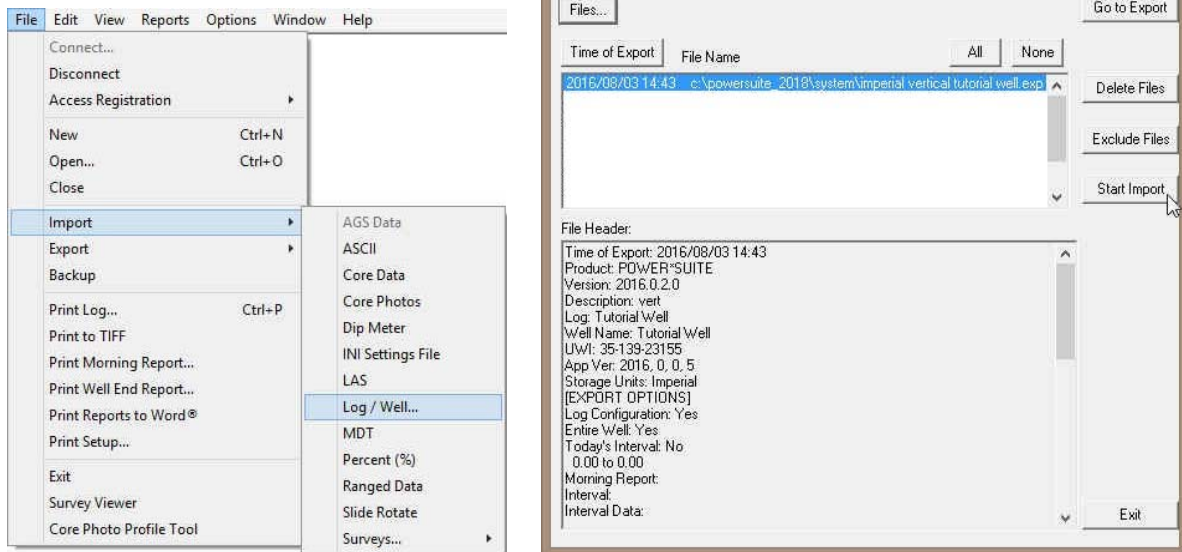 File Edit View Reports Options Window Help
Connect...
Disconnect
Access Registration
New Ctrl+N
Open... Ctrl+O
Close
Import
Export
Backup
Print Log... Ctrl+P
Print to TIFF
Print Morning Report...
Print Well End Report...
Print Reports to Word®
Print Setup...
Exit
Survey Viewer
Core Photo Profile Tool
AGS Data
ASCII
Core Data
Core Photos
Dip Meter
INI Settings File
LAS
Log / Well...
MDT
Percent (%)
Ranged Data
Slide Rotate
Surveys...
Files... Go to Export
Time of Export File Name All None
2016/08/03 14:43 c:\powersuite_2018\system\imperial vertical tutorial well.exp
Delete Files
Exclude Files
Start Import
File Header:
Time of Export: 2016/08/03 14:43
Product: POWER*SUITE
Version: 2016.0.2.0
Description: vert
Log: Tutorial Well
Well Name: Tutorial Well
UWI: 35-139-23155
App Ver: 2016, 0, 0, 5
Storage Units: Imperial
[EXPORT OPTIONS]
Log Configuration: Yes
Entire Well: Yes
Today's Interval: No
0.00 to 0.00
Morning Report:
Interval:
Interval Data:
Exit